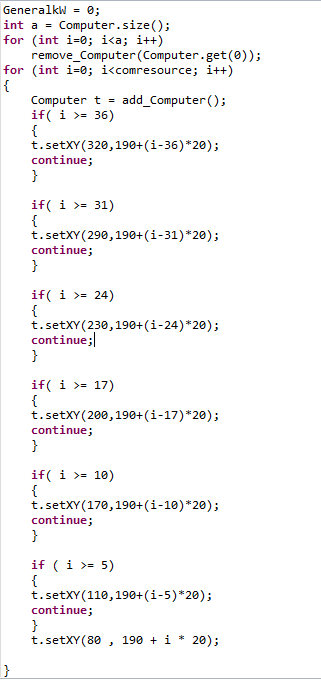 GeneralkW = 0;
int a = Computer.size();
for (int i=0; i<a; i++)
    remove_Computer(Computer.get(0));
for (int i=0; i<comresource; i++)
{
    Computer t = add_Computer();
    if( i >= 36)
    {
    t.setXY(320,190+(i-36)*20);
    continue;
    }

    if( i >= 31)
    {
    t.setXY(290,190+(i-31)*20);
    continue;
    }

    if( i >= 24)
    {
    t.setXY(230,190+(i-24)*20);
    continue;
    }

    if( i >= 17)
    {
    t.setXY(200,190+(i-17)*20);
    continue;
    }

    if( i >= 10)
    {
    t.setXY(170,190+(i-10)*20);
    continue;
    }

    if ( i >= 5)
    {
    t.setXY(110,190+(i-5)*20);
    continue;
    }
    t.setXY(80 , 190 + i * 20);

}